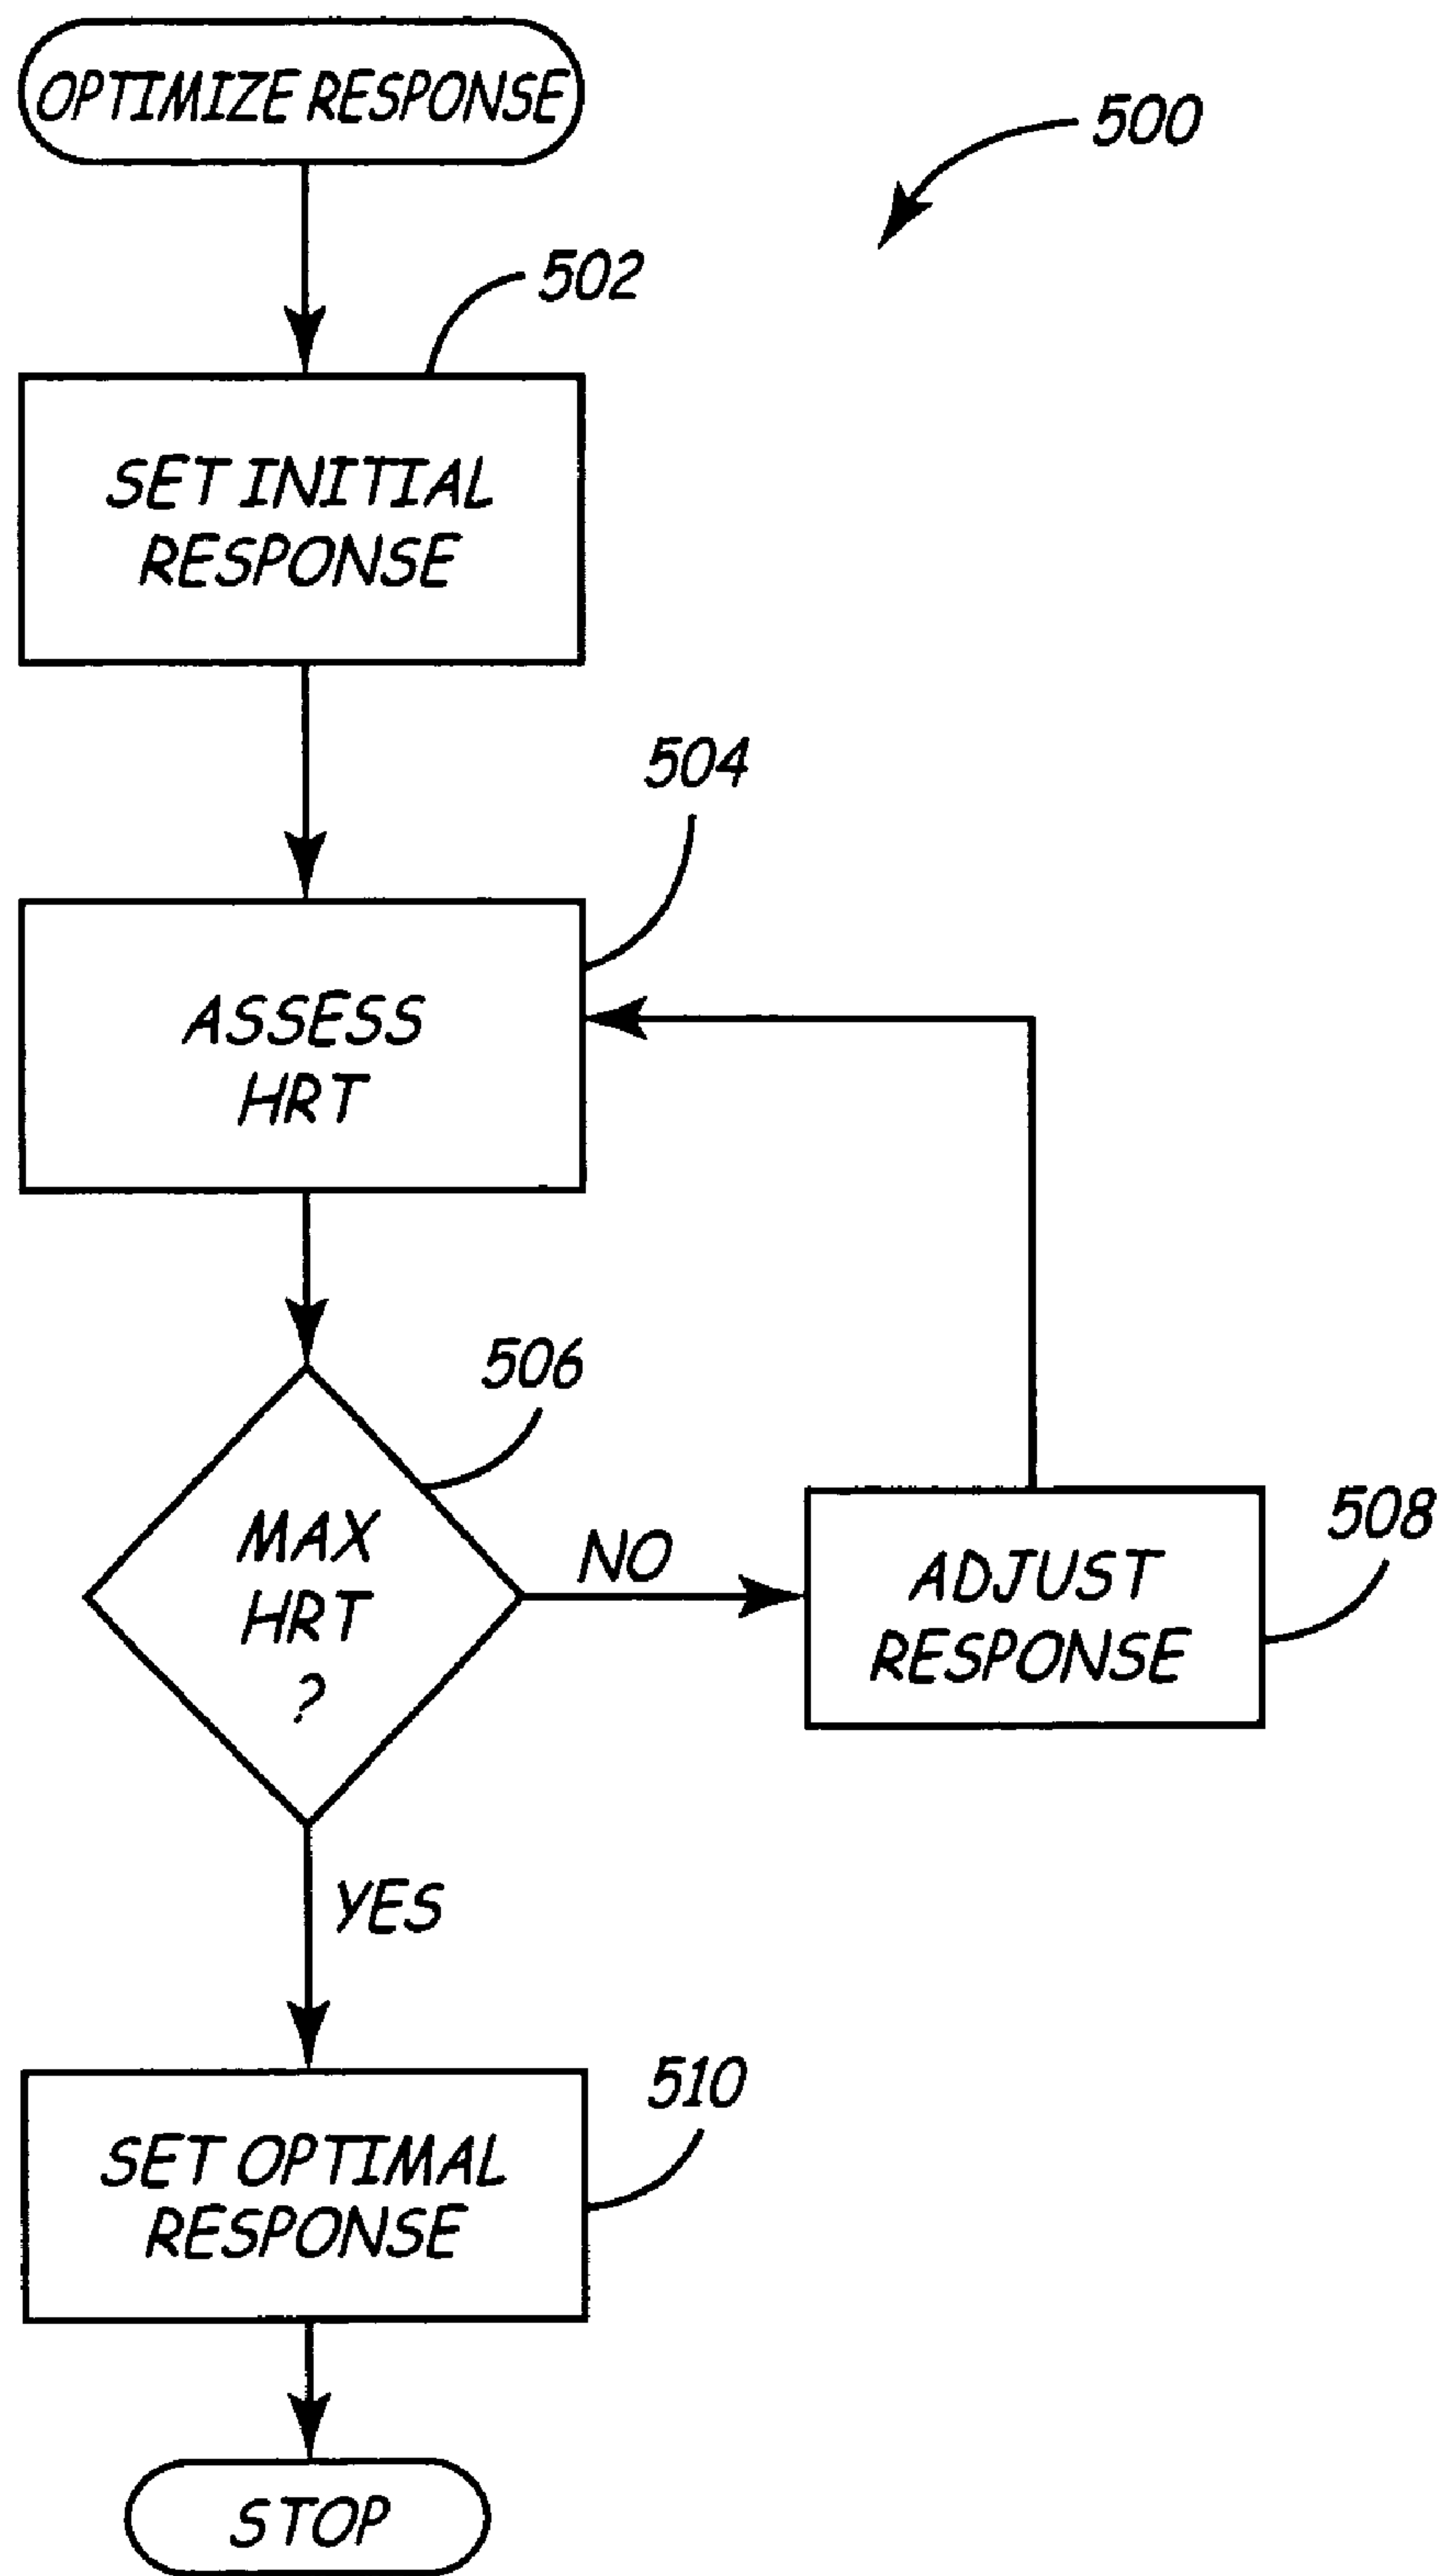 OPTIMIZE RESPONSE
500
502
SET INITIAL
RESPONSE
504
ASSESS
HRT
506
MAX
HRT
?
NO
508
ADJUST
RESPONSE
YES
510
SET OPTIMAL
RESPONSE
STOP